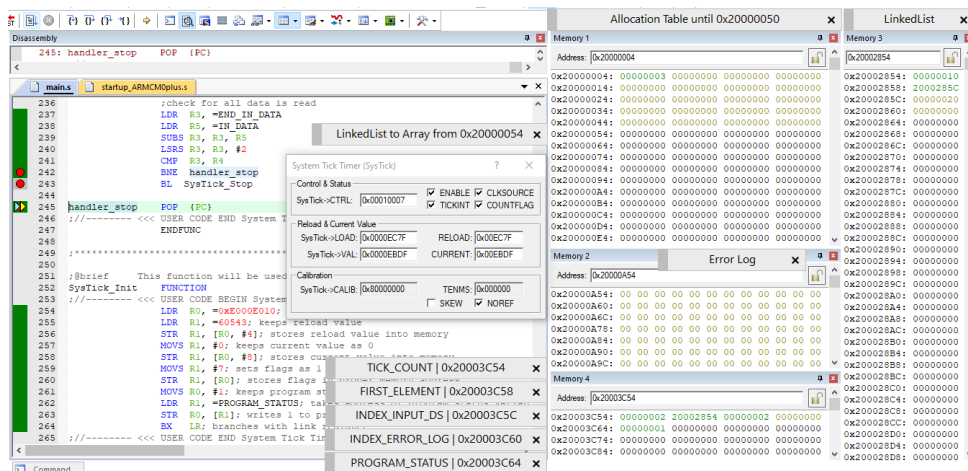 Allocation Table until 0x20000050
LinkedList
Disassembly
Memory 1
Memory 3
245: handler_stop POP {PC}
Address: 0x20000004
0x20002854
main.s
startup_ARMCM0plus.s
236 ;check for all data is read
237 LDR R3, =END_IN_DATA
238 LDR R5, =IN_DATA
239 SUBS R3, R3, R5
240 LSRS R3, R3, #2
241 CMP R3, R4
242 BNE handler_stop
243 BL SysTick_Stop
244
245 handler_stop POP {PC}
246 ;//-------- <<< USER CODE END System T
247 ENDFUNC
248
249 ;*******************************
250
251 ;@brief This function will be used
252 SysTick_Init FUNCTION
253 ;//-------- <<< USER CODE BEGIN System
254 LDR R0, =0xE000E010;
255 LDR R1, =60543; keeps reload value
256 STR R1, [R0, #4]; stores reload value into memory
257 MOVS R1, #0; keeps current value as 0
258 STR R1, [R0, #8]; stores current value into memory
259 MOVS R1, #7; sets flags as 1
260 STR R1, [R0]; stores flags
261 MOVS R0, #1; keeps program st
262 LDR R1, =PROGRAM_STATUS;
263 STR R0, [R1]; writes 1 to pr
264 BX LR; branches with link
265 ;//-------- <<< USER CODE END System Tick Tim
Command
LinkedList to Array from 0x20000054
System Tick Timer (SysTick)
Control & Status
SysTick->CTRL: 0x00010007
ENABLE CLKSOURCE
TICKINT COUNTFLAG
Reload & Current Value
SysTick->LOAD: 0x0000EC7F RELOAD: 0x00EC7F
SysTick->VAL: 0x0000EBDF CURRENT: 0x00EBDF
Calibration
SysTick->CALIB: 0x80000000 TENMS: 0x000000
SKEW NOREF
TICK_COUNT | 0x20003C54
FIRST_ELEMENT | 0x20003C58
INDEX_INPUT_DS | 0x20003C5C
INDEX_ERROR_LOG | 0x20003C60
PROGRAM_STATUS | 0x20003C64
0x20000004: 00000003 00000000 00000000 00000000
0x20000014: 00000000 00000000 00000000 00000000
0x20000024: 00000000 00000000 00000000 00000000
0x20000034: 00000000 00000000 00000000 00000000
0x20000044: 00000000 00000000 00000000 00000000
0x20000054: 00000000 00000000 00000000 00000000
0x20000064: 00000000 00000000 00000000 00000000
0x20000074: 00000000 00000000 00000000 00000000
0x20000084: 00000000 00000000 00000000 00000000
0x20000094: 00000000 00000000 00000000 00000000
0x200000A4: 00000000 00000000 00000000 00000000
0x200000B4: 00000000 00000000 00000000 00000000
0x200000C4: 00000000 00000000 00000000 00000000
0x200000D4: 00000000 00000000 00000000 00000000
0x200000E4: 00000000 00000000 00000000 00000000
Memory 2
Error Log
Address: 0x20000A54
0x20000A54: 00 00 00 00 00 00 00 00 00 00 00 00
0x20000A60: 00 00 00 00 00 00 00 00 00 00 00 00
0x20000A6C: 00 00 00 00 00 00 00 00 00 00 00 00
0x20000A78: 00 00 00 00 00 00 00 00 00 00 00 00
0x20000A84: 00 00 00 00 00 00 00 00 00 00 00 00
0x20000A90: 00 00 00 00 00 00 00 00 00 00 00 00
0x20000A9C: 00 00 00 00 00 00 00 00 00 00 00 00
Memory 4
Address: 0x20003C54
0x20003C54: 00000002 20002854 00000002 00000000
0x20003C64: 00000001 00000000 00000000 00000000
0x20003C74: 00000000 00000000 00000000 00000000
0x20003C84: 00000000 00000000 00000000 00000000
0x20002854: 00000010
0x20002858: 2000285C
0x2000285C: 00000020
0x20002860: 00000000
0x20002864: 00000000
0x20002868: 00000000
0x2000286C: 00000000
0x20002870: 00000000
0x20002874: 00000000
0x20002878: 00000000
0x2000287C: 00000000
0x20002880: 00000000
0x20002884: 00000000
0x20002888: 00000000
0x2000288C: 00000000
0x20002890: 00000000
0x20002894: 00000000
0x20002898: 00000000
0x2000289C: 00000000
0x200028A0: 00000000
0x200028A4: 00000000
0x200028A8: 00000000
0x200028AC: 00000000
0x200028B0: 00000000
0x200028B4: 00000000
0x200028B8: 00000000
0x200028BC: 00000000
0x200028C0: 00000000
0x200028C4: 00000000
0x200028C8: 00000000
0x200028CC: 00000000
0x200028D0: 00000000
0x200028D4: 00000000
0x200028D8: 00000000